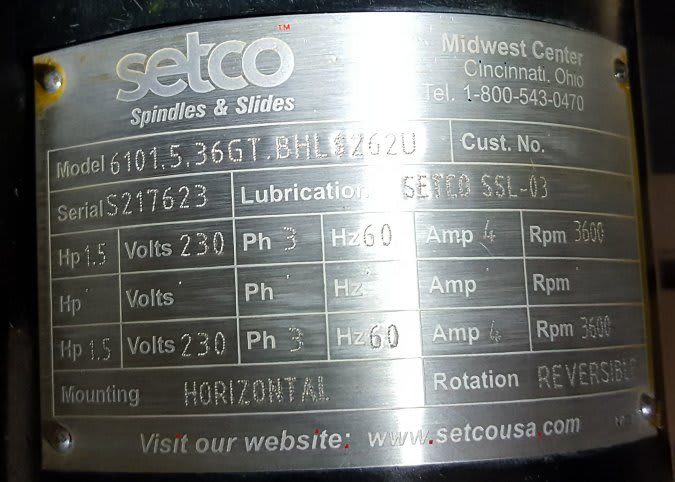 setco™
Spindles & Slides
Midwest Center
Cincinnati, Ohio
Tel. 1-800-543-0470
Model 6101.5.36GT.BHLS262U Cust. No.
Serial S217623 Lubrication SETCO SSL-03
Hp 1.5 Volts 230 Ph 3 Hz 60 Amp 4 Rpm 3600
Hp Volts Ph Hz Amp Rpm
Hp 1.5 Volts 230 Ph 3 Hz 60 Amp 4 Rpm 3600
Mounting HORIZONTAL Rotation REVERSIBLE
Visit our website: www.setcousa.com